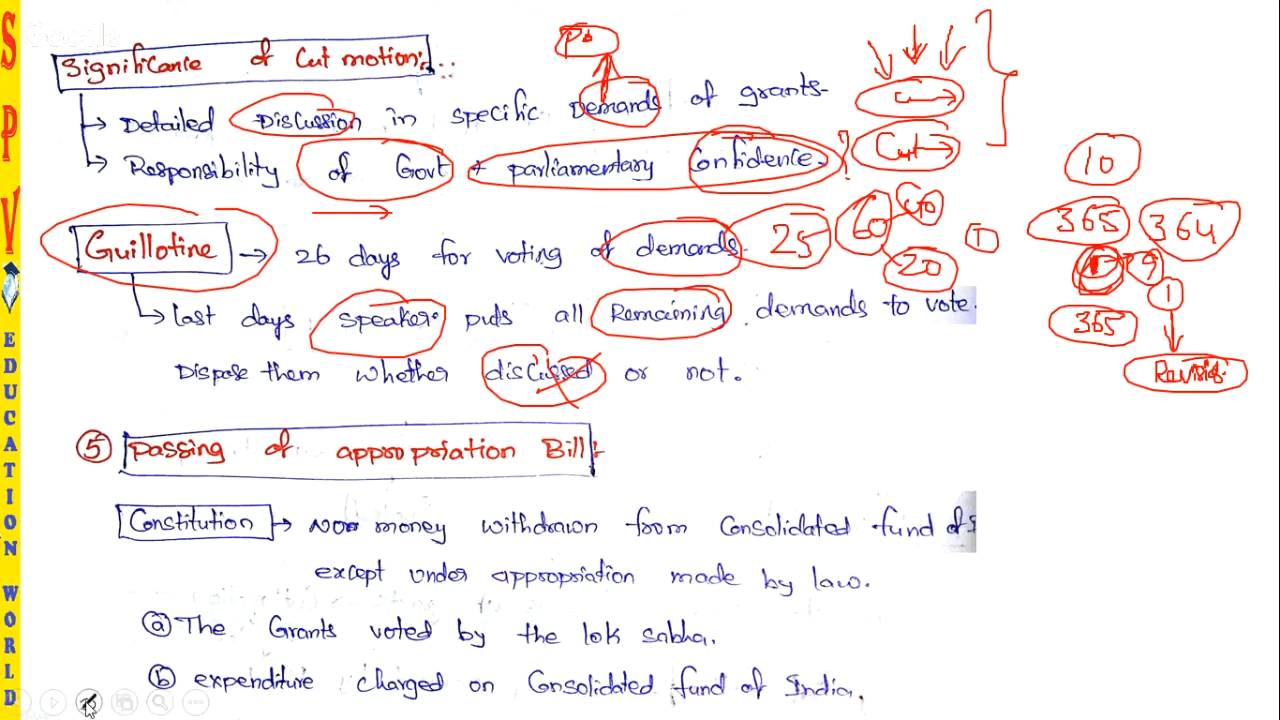 SPV EDUCATION WORLD
Significance of Cut motion:
Detailed Discussion in specific Demands of grants-
Responsibility of Govt + parliamentary Confidence. ?
Guillotine → 26 days for voting of demands. 25 60 40 20 1
last days speaker puts all Remaining demands to vote.
Dispose them whether discussed or not.
Cut →
10
365 364
9
1
365
⑤ Passing of appropriation Bill:
Constitution → money withdrawn from Consolidated fund of
except under appropriation made by law.
ⓐ The Grants voted by the lok sabha.
ⓑ expenditure charged on Consolidated fund of India.